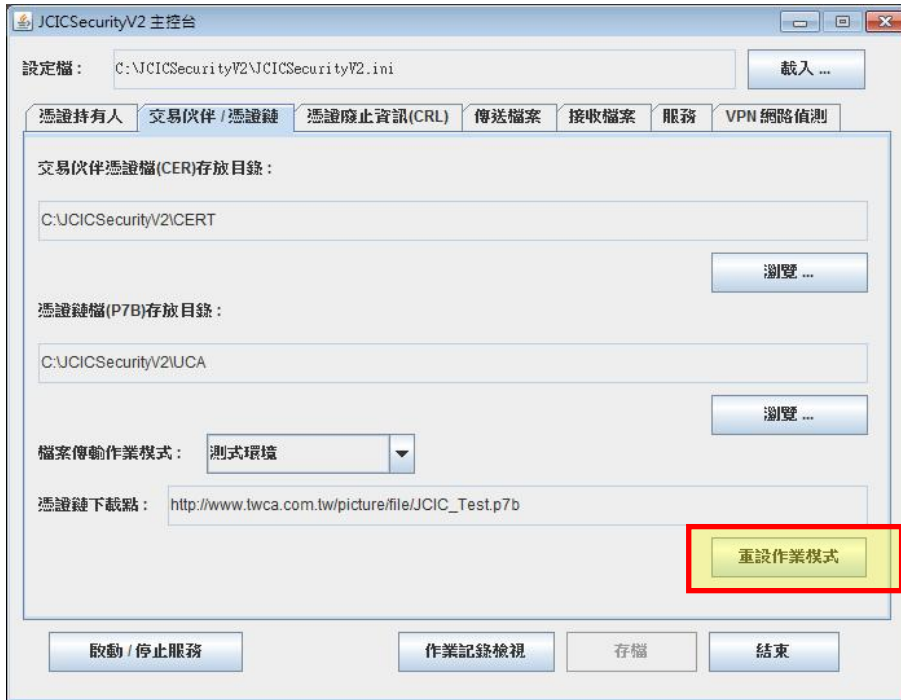 JCICSecurityV2 主控台
設定檔： C:\JCICSecurityV2\JCICSecurityV2.ini 載入 ...
憑證持有人 交易伙伴 / 憑證鏈 憑證廢止資訊(CRL) 傳送檔案 接收檔案 服務 VPN 網路偵測
交易伙伴憑證檔(CER)存放目錄：
C:\JCICSecurityV2\CERT
瀏覽 ...
憑證鏈檔(P7B)存放目錄：
C:\JCICSecurityV2\UCA
瀏覽 ...
檔案傳輸作業模式： 測式環境
憑證鏈下載點： http://www.twca.com.tw/picture/file/JCIC_Test.p7b
重設作業模式
啟動 / 停止服務 作業記錄檢視 存檔 結束